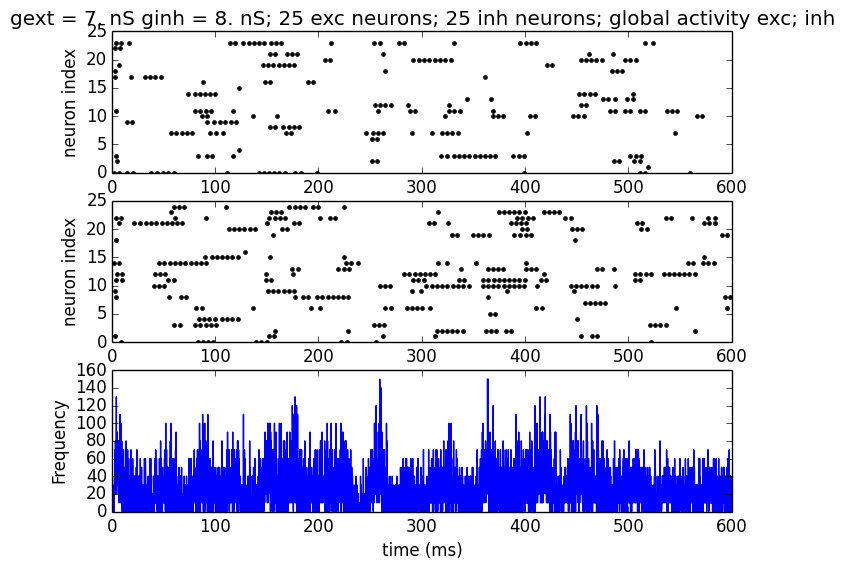 gext = 7. nS ginh = 8. nS; 25 exc neurons; 25 inh neurons; global activity exc; inh
25
20
15
10
5
0
neuron index
0 100 200 300 400 500 600
25
20
15
10
5
0
neuron index
0 100 200 300 400 500 600
160
140
120
100
80
60
40
20
0
Frequency
0 100 200 300 400 500 600
time (ms)